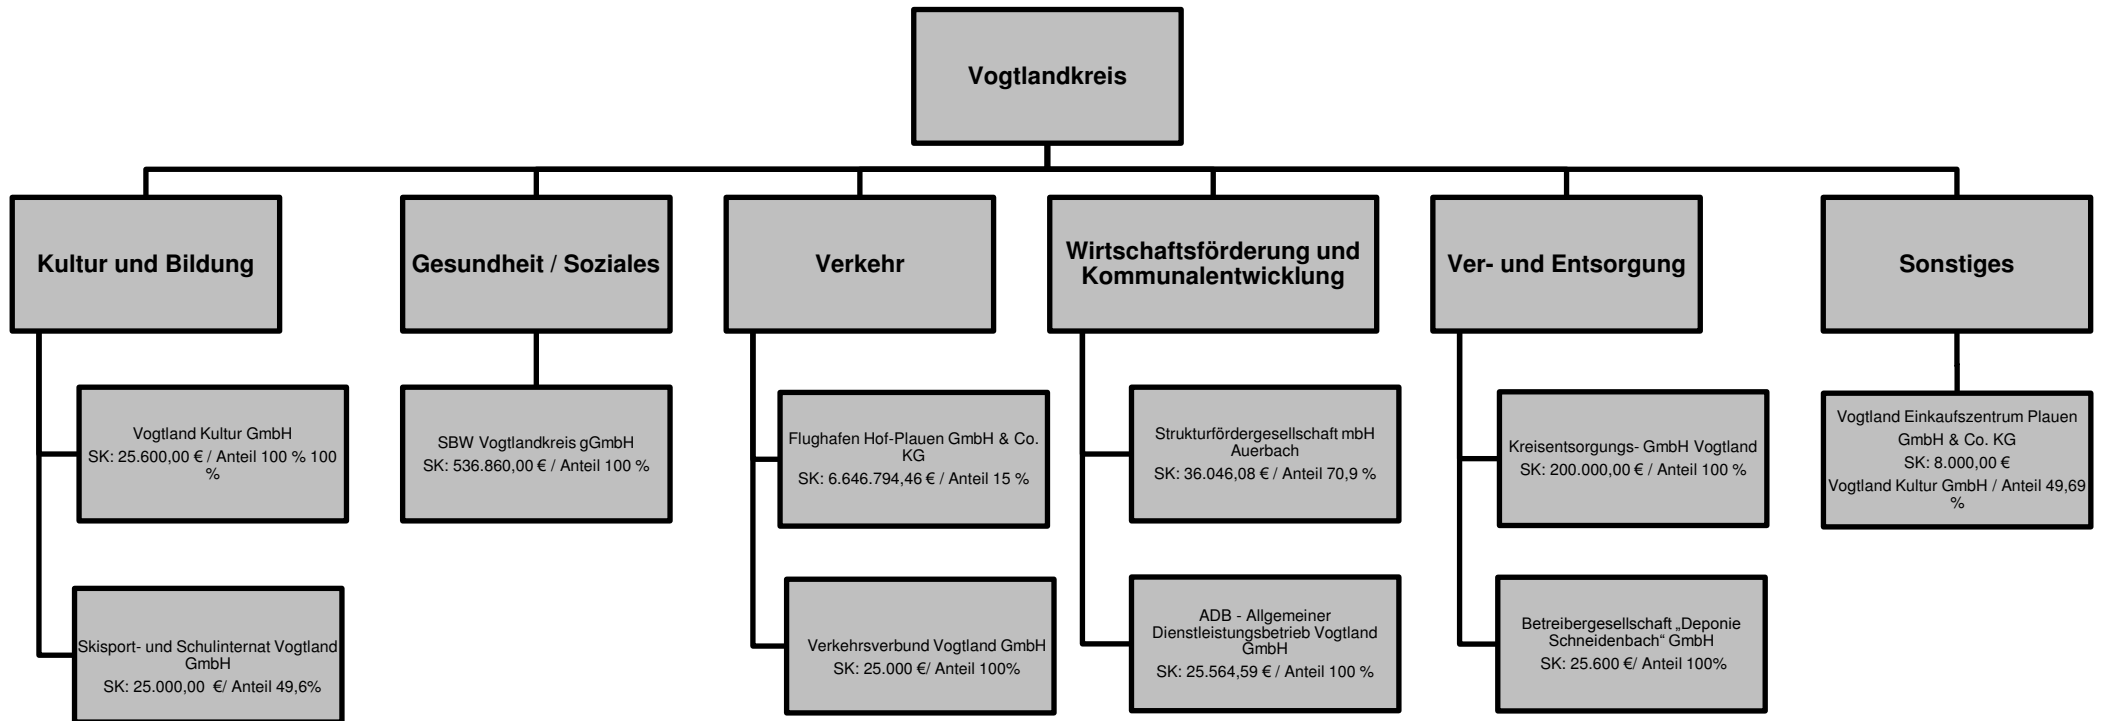 Vogtlandkreis
Kultur und Bildung
Gesundheit / Soziales
Verkehr
Wirtschaftsförderung und
Kommunalentwicklung
Ver- und Entsorgung
Sonstiges
Vogtland Kultur GmbH
SK: 25.600,00 € / Anteil 100 % 100
%
SBW Vogtlandkreis gGmbH
SK: 536.860,00 € / Anteil 100 %
Flughafen Hof-Plauen GmbH & Co.
KG
SK: 6.646.794,46 € / Anteil 15 %
Strukturfördergesellschaft mbH
Auerbach
SK: 36.046,08 € / Anteil 70,9 %
Kreisentsorgungs- GmbH Vogtland
SK: 200.000,00 € / Anteil 100 %
Vogtland Einkaufszentrum Plauen
GmbH & Co. KG
SK: 8.000,00 €
Vogtland Kultur GmbH / Anteil 49,69
%
Skisport- und Schulinternat Vogtland
GmbH
SK: 25.000,00 €/ Anteil 49,6%
Verkehrsverbund Vogtland GmbH
SK: 25.000 €/ Anteil 100%
ADB - Allgemeiner
Dienstleistungsbetrieb Vogtland
GmbH
SK: 25.564,59 € / Anteil 100 %
Betreibergesellschaft „Deponie
Schneidenbach“ GmbH
SK: 25.600 €/ Anteil 100%